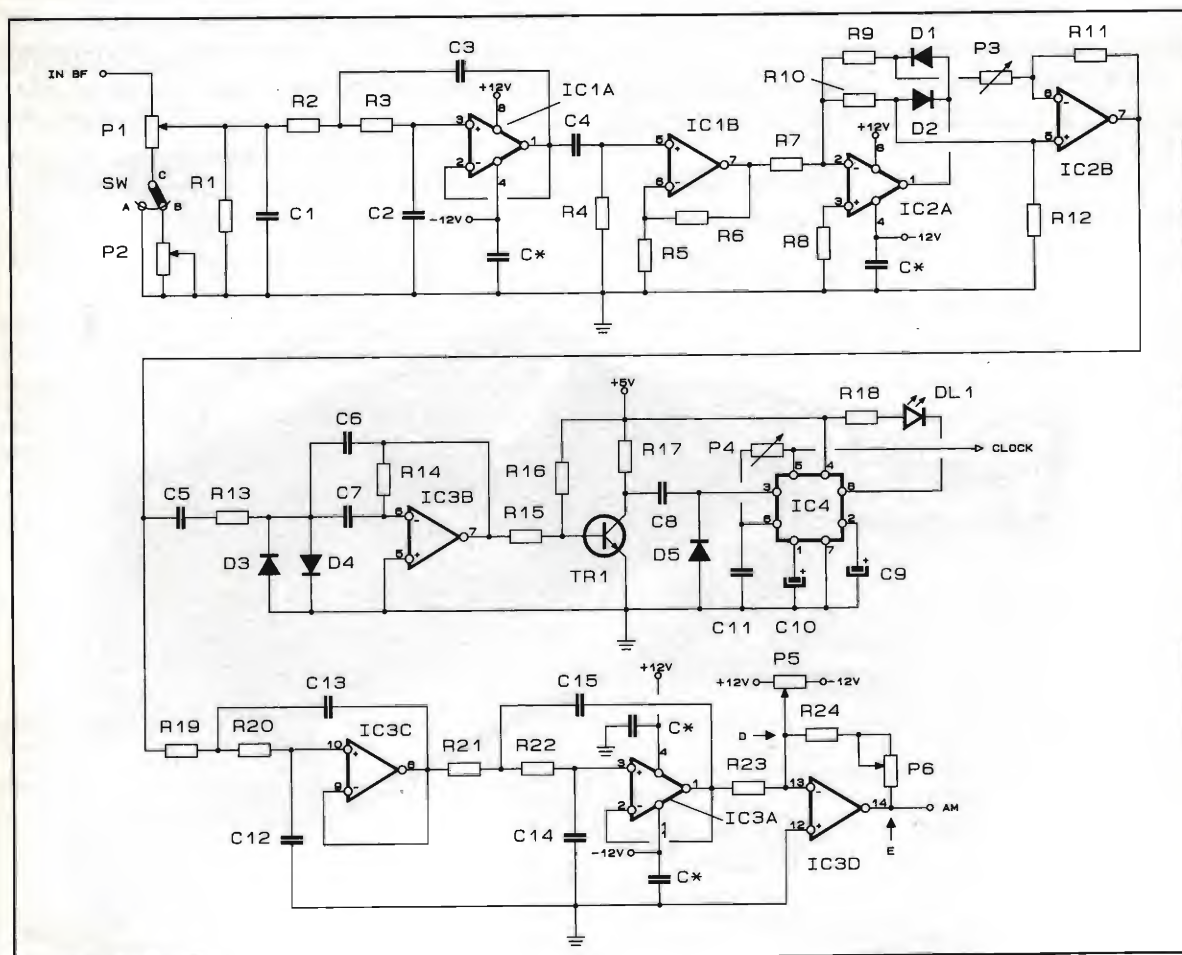 IN BF
P1
SW
A
C
B
P2
R1
C1
R2
R3
C3
C2
+12V
8
3
+
2
-
1
4
IC1A
-12V
C*
C4
R4
5
+
6
-
7
IC1B
R5
R6
R7
R8
R9
R10
D1
D2
+12V
2
-
3
+
1
4
IC2A
-12V
C*
P3
R11
6
-
5
+
7
IC2B
R12
C5
R13
D3
D4
C6
C7
R14
6
-
5
+
7
IC3B
R15
R16
+5V
R17
TR1
C8
D5
P4
C11
C10
C9
R18
DL1
CLOCK
5
4
3
8
6
2
1
7
IC4
+
+
R19
R20
C13
C12
10
+
9
-
8
IC3C
R21
R22
C15
C14
+12V
C*
4
3
+
2
-
1
1
IC3A
-12V
C*
R23
P5
+12V
-12V
D
R24
P6
13
-
12
+
14
IC3D
AM
E